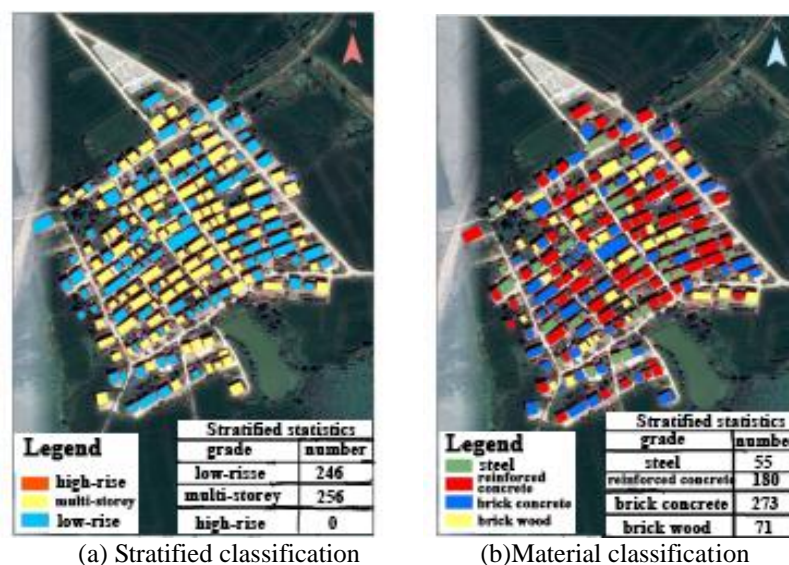 Legend
high-rise
multi-storey
low-rise
Stratified statistics
grade number
low-risse 246
multi-storey 256
high-rise 0
(a) Stratified classification
Legend
steel
reinforced
concrete
brick concrete
brick wood
Stratified statistics
grade number
steel 55
reinforced concrete 180
brick concrete 273
brick wood 71
(b)Material classification